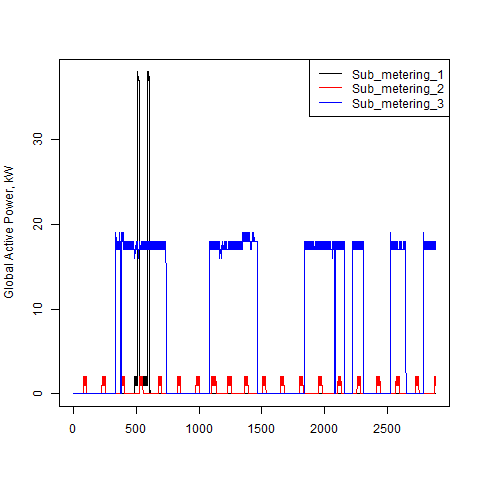 Sub_metering_1
Sub_metering_2
Sub_metering_3
Global Active Power, kW
30
20
10
0
0 500 1000 1500 2000 2500